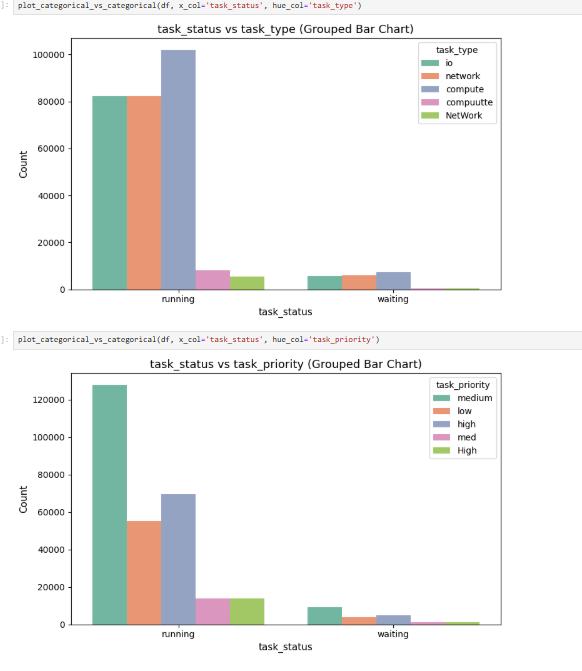 ]: plot_categorical_vs_categorical(df, x_col='task_status', hue_col='task_type')
task_status vs task_type (Grouped Bar Chart)
task_type
io
network
compute
compuutte
NetWork
100000
80000
60000
40000
20000
0
Count
running
waiting
task_status
]: plot_categorical_vs_categorical(df, x_col='task_status', hue_col='task_priority')
task_status vs task_priority (Grouped Bar Chart)
task_priority
medium
low
high
med
High
120000
100000
80000
60000
40000
20000
0
Count
running
waiting
task_status